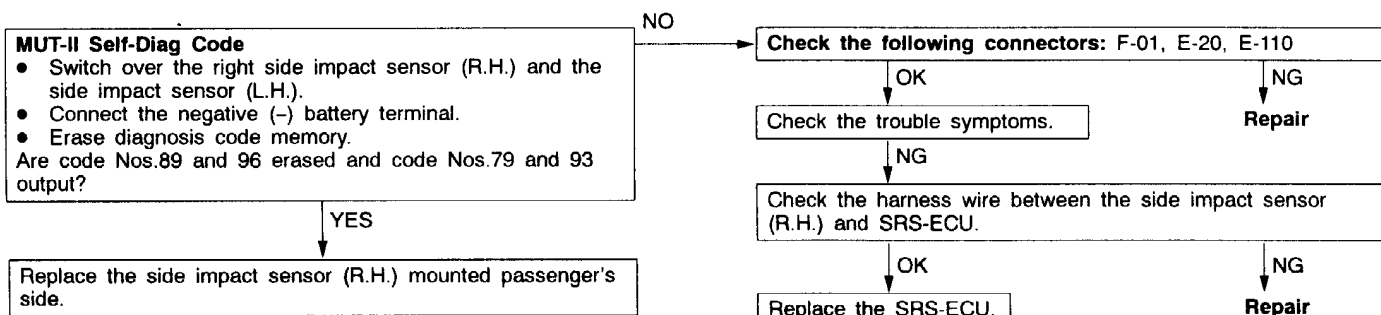 MUT-II Self-Diag Code
● Switch over the right side impact sensor (R.H.) and the
side impact sensor (L.H.).
● Connect the negative (–) battery terminal.
● Erase diagnosis code memory.
Are code Nos.89 and 96 erased and code Nos.79 and 93
output?
YES
Replace the side impact sensor (R.H.) mounted passenger's
side.
NO
Check the following connectors: F-01, E-20, E-110
OK
NG
Check the trouble symptoms.
Repair
NG
Check the harness wire between the side impact sensor
(R.H.) and SRS-ECU.
OK
NG
Replace the SRS-ECU.
Repair